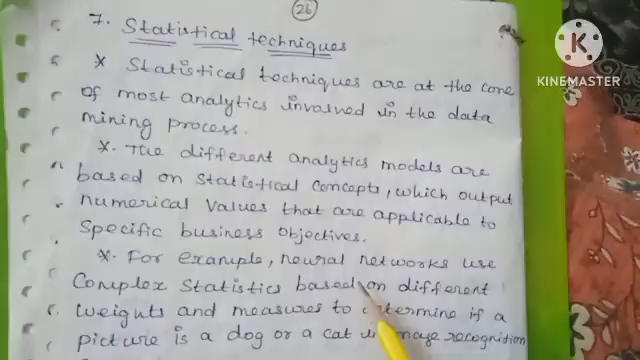 26
7. Statistical techniques
* Statistical techniques are at the core
of most analytics involved in the data
mining process.
*. The different analytics models are
based on statistical concepts, which output
numerical values that are applicable to
specific business objectives.
*. For example, neural networks use
complex statistics based on different
weights and measures to determine if a
picture is a dog or a cat in image recognition
KINEMASTER